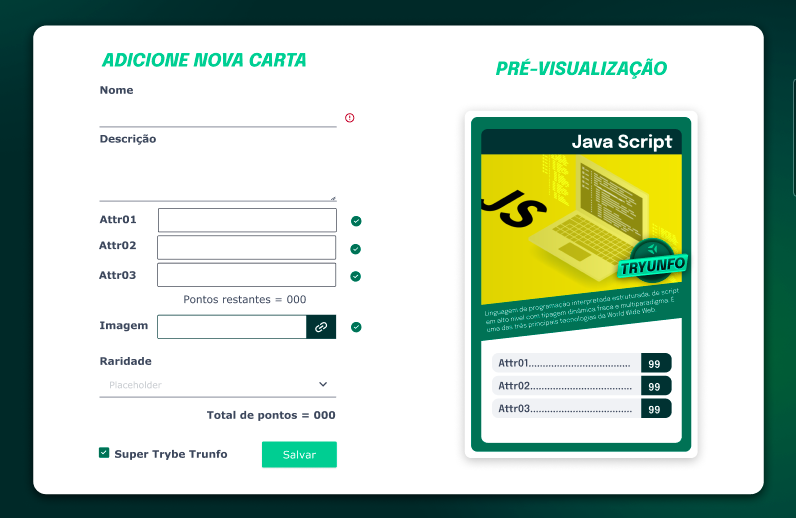 ADICIONE NOVA CARTA
Nome
Descrição
Attr01
Attr02
Attr03
Pontos restantes = 000
Imagem
Raridade
Placeholder
Total de pontos = 000
Super Trybe Trunfo
Salvar
PRÉ-VISUALIZAÇÃO
Java Script
JS
TRYUNFO
Linguagem de programaçao interpretada estruturada, de script
em alto nível com tipagem dinâmica fraca e multiparadigma. E
uma das três principais tecnologias da World Wide Web
Attr01................................... 99
Attr02................................... 99
Attr03................................... 99